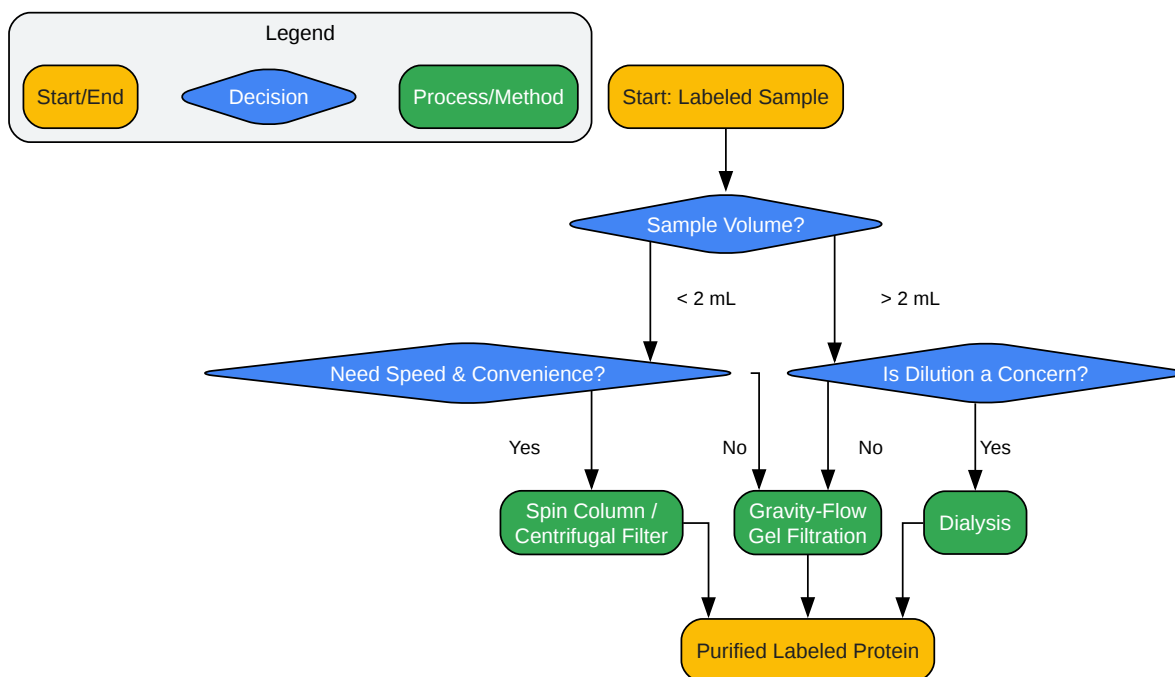 Legend
Start/End
Decision
Process/Method
Start: Labeled Sample
Sample Volume?
< 2 mL
> 2 mL
Need Speed & Convenience?
Is Dilution a Concern?
Yes
No
No
Yes
Spin Column /
Centrifugal Filter
Gravity-Flow
Gel Filtration
Dialysis
Purified Labeled Protein